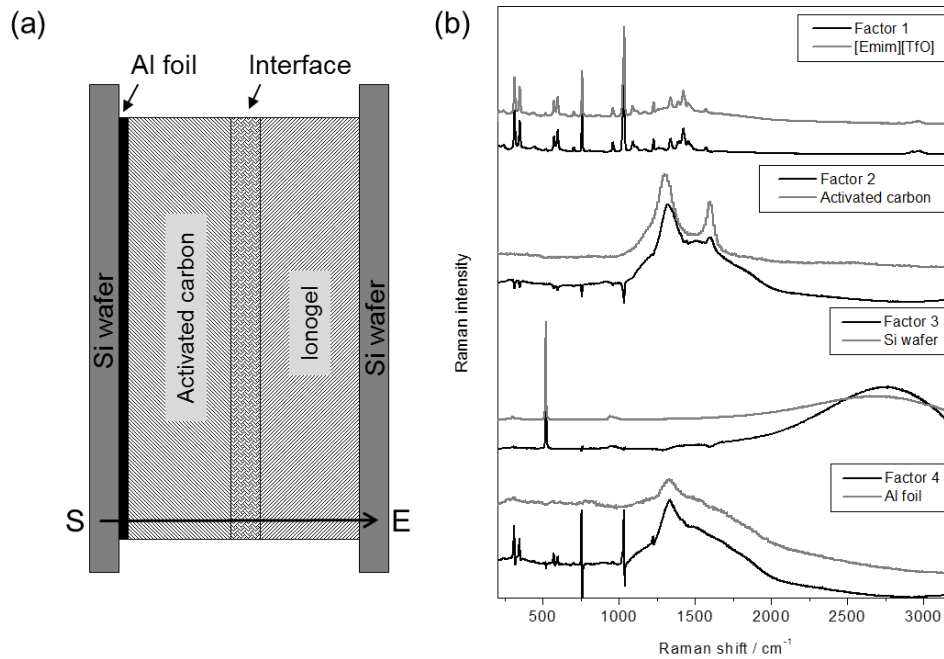 (a)
Al foil
Interface
Si wafer
Activated carbon
Ionogel
Si wafer
S
E
(b)
Factor 1
[Emim][TfO]
Factor 2
Activated carbon
Factor 3
Si wafer
Factor 4
Al foil
Raman intensity
500 1000 1500 2000 2500 3000
Raman shift / cm⁻¹